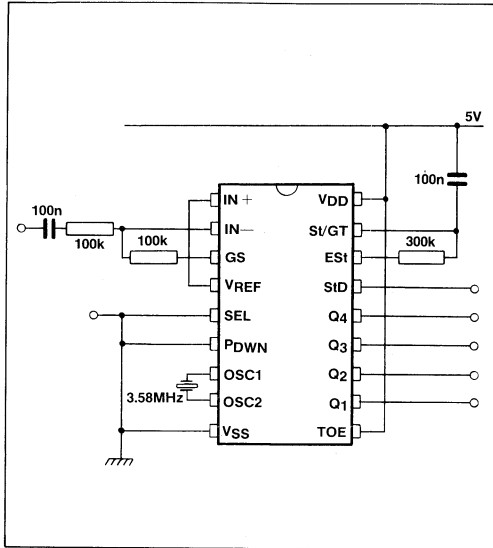 5V
100n
100n
100k
100k
300k
IN +
IN—
GS
VREF
SEL
PDWN
OSC1
OSC2
VSS
3.58MHz
VDD
St/GT
ESt
StD
Q4
Q3
Q2
Q1
TOE